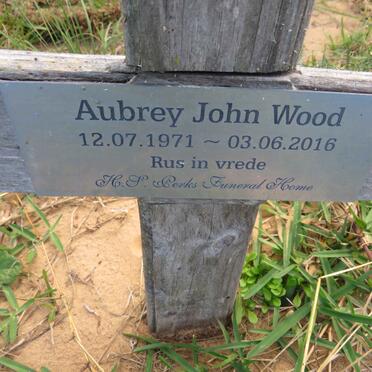 Aubrey John Wood
12.07.1971 ~ 03.06.2016
Rus in vrede
H.S. Perks Funeral Home